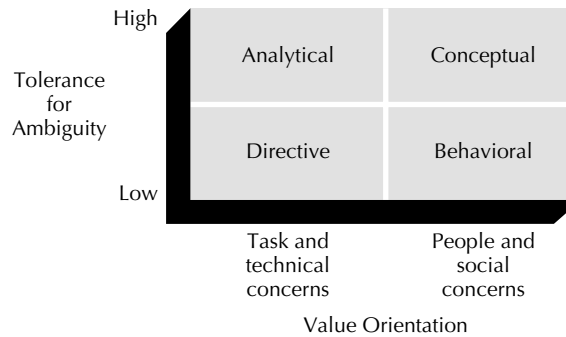 High
Analytical
Conceptual
Tolerance
for
Ambiguity
Directive
Behavioral
Low
Task and
technical
concerns
People and
social
concerns
Value Orientation